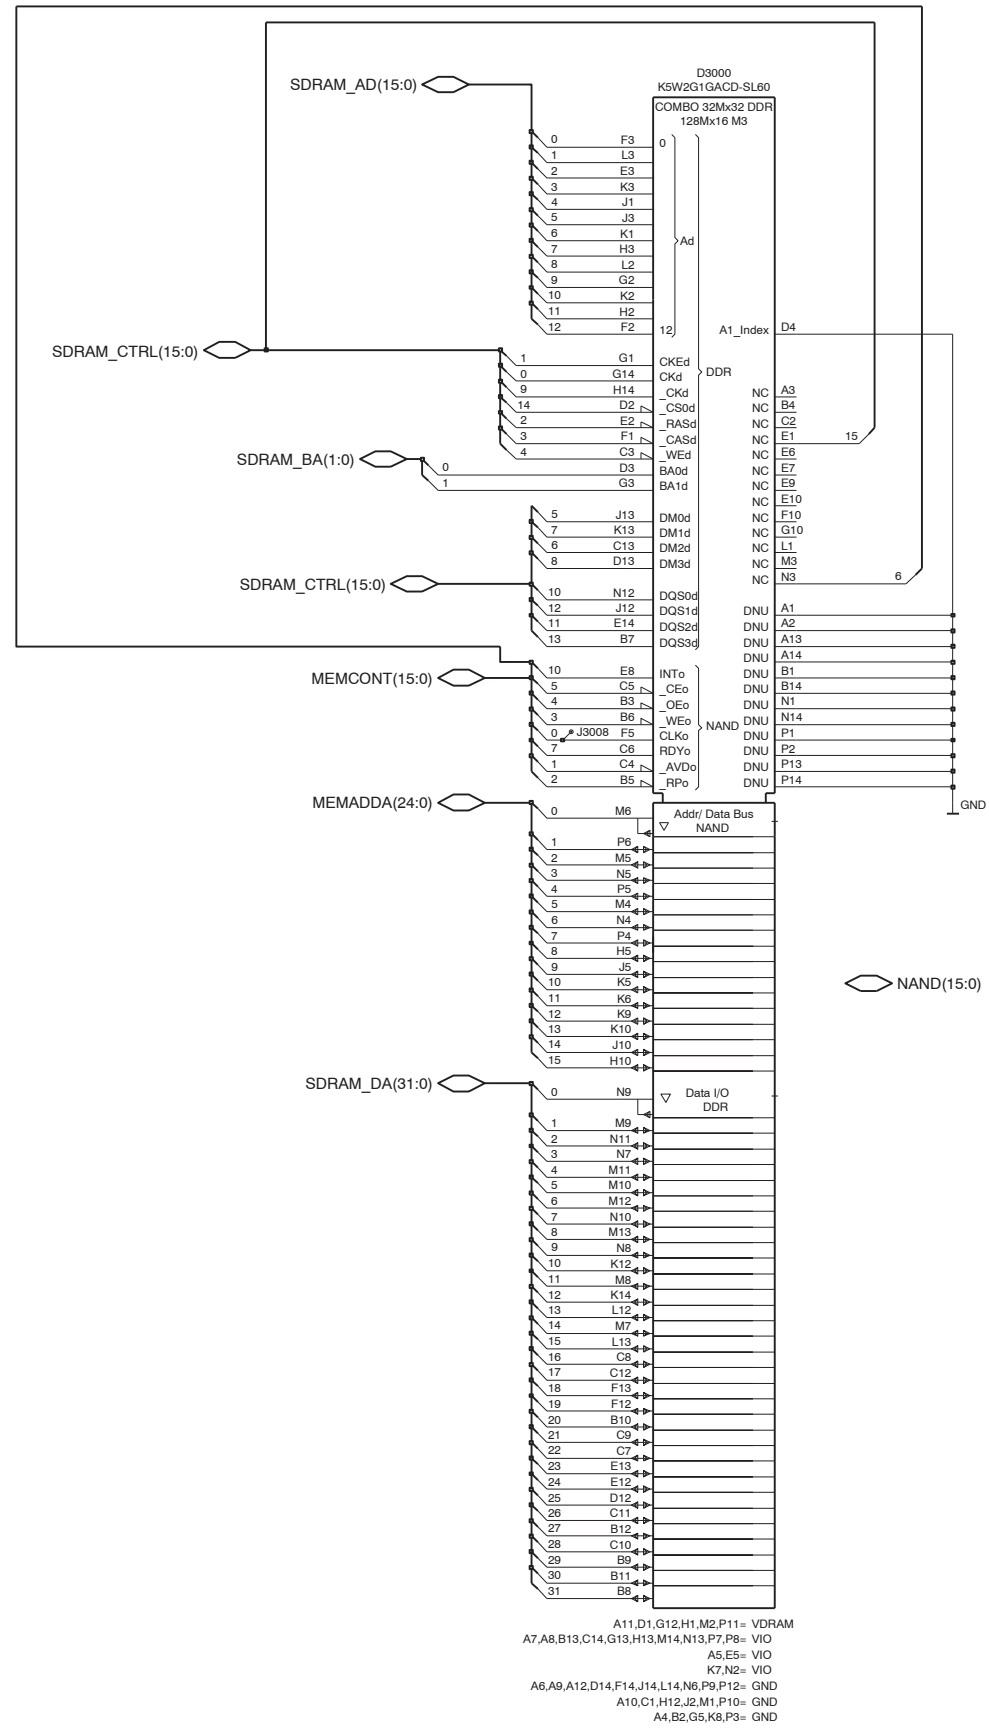 D3000
K5W2G1GACD-SL60
COMBO 32Mx32 DDR
128Mx16 M3
SDRAM_AD(15:0)
0 F3 0
1 L3
2 E3
3 K3
4 J1
5 J3
6 K1
Ad
7 H3
8 L2
9 G2
10 K2
11 H2
12 F2 12
A1_Index D4
SDRAM_CTRL(15:0)
1 G1 CKEd
0 G14 CKd
DDR
9 H14 _CKd
NC A3
14 D2 _CS0d
NC B4
2 E2 _RASd
NC C2
3 F1 _CASd
NC E1 15
4 C3 _WEd
NC E6
SDRAM_BA(1:0)
0 D3 BA0d
NC E7
1 G3 BA1d
NC E9
NC E10
5 J13 DM0d
NC F10
7 K13 DM1d
NC G10
6 C13 DM2d
NC L1
8 D13 DM3d
NC M3
NC N3 6
SDRAM_CTRL(15:0)
10 N12 DQS0d
12 J12 DQS1d
DNU A1
11 E14 DQS2d
DNU A2
13 B7 DQS3d
DNU A13
DNU A14
MEMCONT(15:0)
10 E8 INTo
DNU B1
5 C5 _CEo
DNU B14
4 B3 _OEo
DNU N1
3 B6 _WEo
DNU N14
NAND
0 J3008 F5 CLKo
DNU P1
7 C6 RDYo
DNU P2
1 C4 _AVDo
DNU P13
2 B5 _RPo
DNU P14
GND
MEMADDA(24:0)
0 M6
Addr/ Data Bus
NAND
1 P6
2 M5
3 N5
4 P5
5 M4
6 N4
7 P4
8 H5
9 J5
10 K5
NAND(15:0)
11 K6
12 K9
13 K10
14 J10
15 H10
SDRAM_DA(31:0)
0 N9
Data I/O
DDR
1 M9
2 N11
3 N7
4 M11
5 M10
6 M12
7 N10
8 M13
9 N8
10 K12
11 M8
12 K14
13 L12
14 M7
15 L13
16 C8
17 C12
18 F13
19 F12
20 B10
21 C9
22 C7
23 E13
24 E12
25 D12
26 C11
27 B12
28 C10
29 B9
30 B11
31 B8
A11,D1,G12,H1,M2,P11= VDRAM
A7,A8,B13,C14,G13,H13,M14,N13,P7,P8= VIO
A5,E5= VIO
K7,N2= VIO
A6,A9,A12,D14,F14,J14,L14,N6,P9,P12= GND
A10,C1,H12,J2,M1,P10= GND
A4,B2,G5,K8,P3= GND